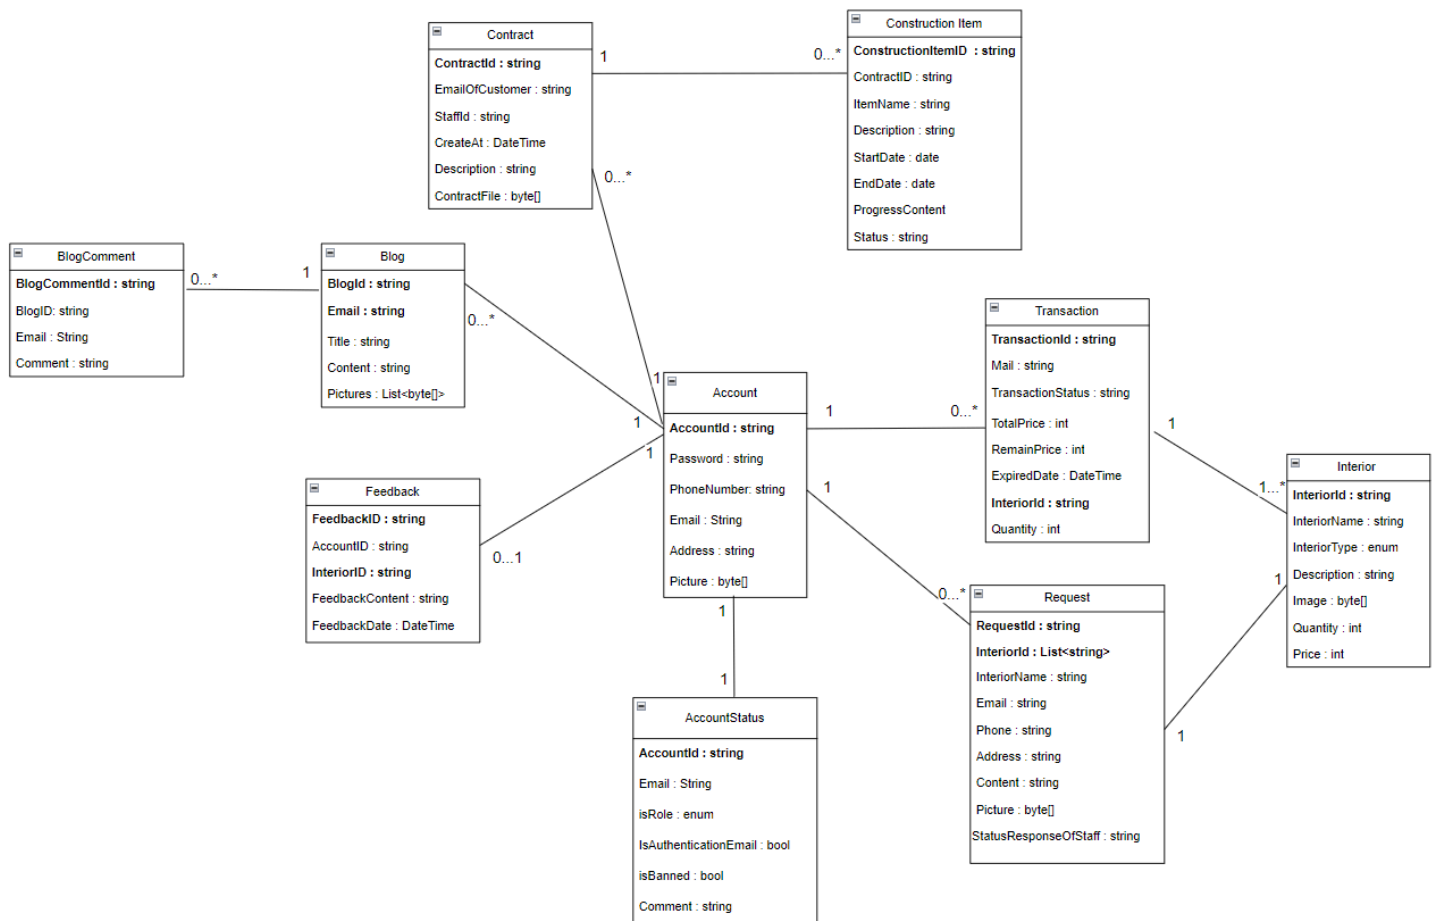 Contract
ContractId : string
EmailOfCustomer : string
StaffId : string
CreateAt : DateTime
Description : string
ContractFile : byte[]
1
0...*
Construction Item
ConstructionItemID : string
ContractID : string
ItemName : string
Description : string
StartDate : date
EndDate : date
ProgressContent
Status : string
0...*
BlogComment
BlogCommentId : string
BlogID: string
Email : String
Comment : string
0...*
1
Blog
BlogId : string
Email : string
Title : string
Content : string
Pictures : List<byte[]>
0...*
1
1
1
Feedback
FeedbackID : string
AccountID : string
InteriorID : string
FeedbackContent : string
FeedbackDate : DateTime
0...1
Account
AccountId : string
Password : string
PhoneNumber: string
Email : String
Address : string
Picture : byte[]
1
0...*
1
0...*
1
1
AccountStatus
AccountId : string
Email : String
isRole : enum
IsAuthenticationEmail : bool
isBanned : bool
Comment : string
Transaction
TransactionId : string
Mail : string
TransactionStatus : string
TotalPrice : int
RemainPrice : int
ExpiredDate : DateTime
InteriorId : string
Quantity : int
1
1...*
Interior
InteriorId : string
InteriorName : string
InteriorType : enum
Description : string
Image : byte[]
Quantity : int
Price : int
1
1
Request
RequestId : string
InteriorId : List<string>
InteriorName : string
Email : string
Phone : string
Address : string
Content : string
Picture : byte[]
StatusResponseOfStaff : string